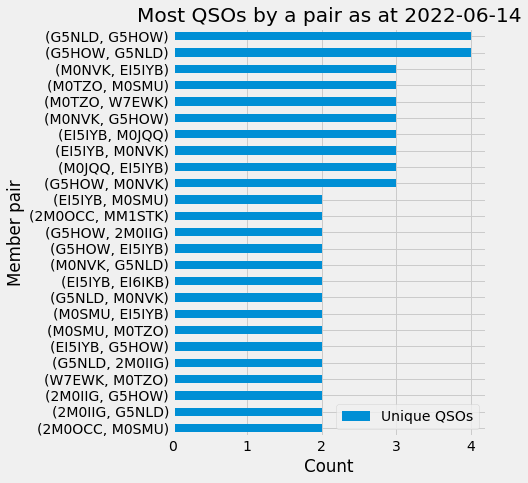 Most QSOs by a pair as at 2022-06-14
(G5NLD, G5HOW)
(G5HOW, G5NLD)
(M0NVK, EI5IYB)
(M0TZO, M0SMU)
(M0TZO, W7EWK)
(M0NVK, G5HOW)
(EI5IYB, M0JQQ)
(EI5IYB, M0NVK)
(M0JQQ, EI5IYB)
(G5HOW, M0NVK)
(EI5IYB, M0SMU)
(2M0OCC, MM1STK)
(G5HOW, 2M0IIG)
(G5HOW, EI5IYB)
(M0NVK, G5NLD)
(EI5IYB, EI6IKB)
(G5NLD, M0NVK)
(M0SMU, EI5IYB)
(M0SMU, M0TZO)
(EI5IYB, G5HOW)
(G5NLD, 2M0IIG)
(W7EWK, M0TZO)
(2M0IIG, G5HOW)
(2M0IIG, G5NLD)
(2M0OCC, M0SMU)
Member pair
Unique QSOs
0 1 2 3 4
Count